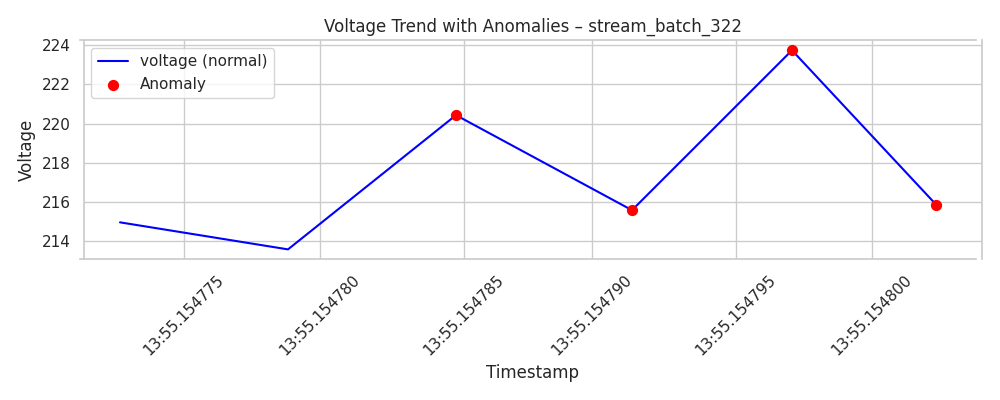 Voltage Trend with Anomalies – stream_batch_322
voltage (normal)
Anomaly
Voltage
224
222
220
218
216
214
13:55.154775
13:55.154780
13:55.154785
13:55.154790
13:55.154795
13:55.154800
Timestamp